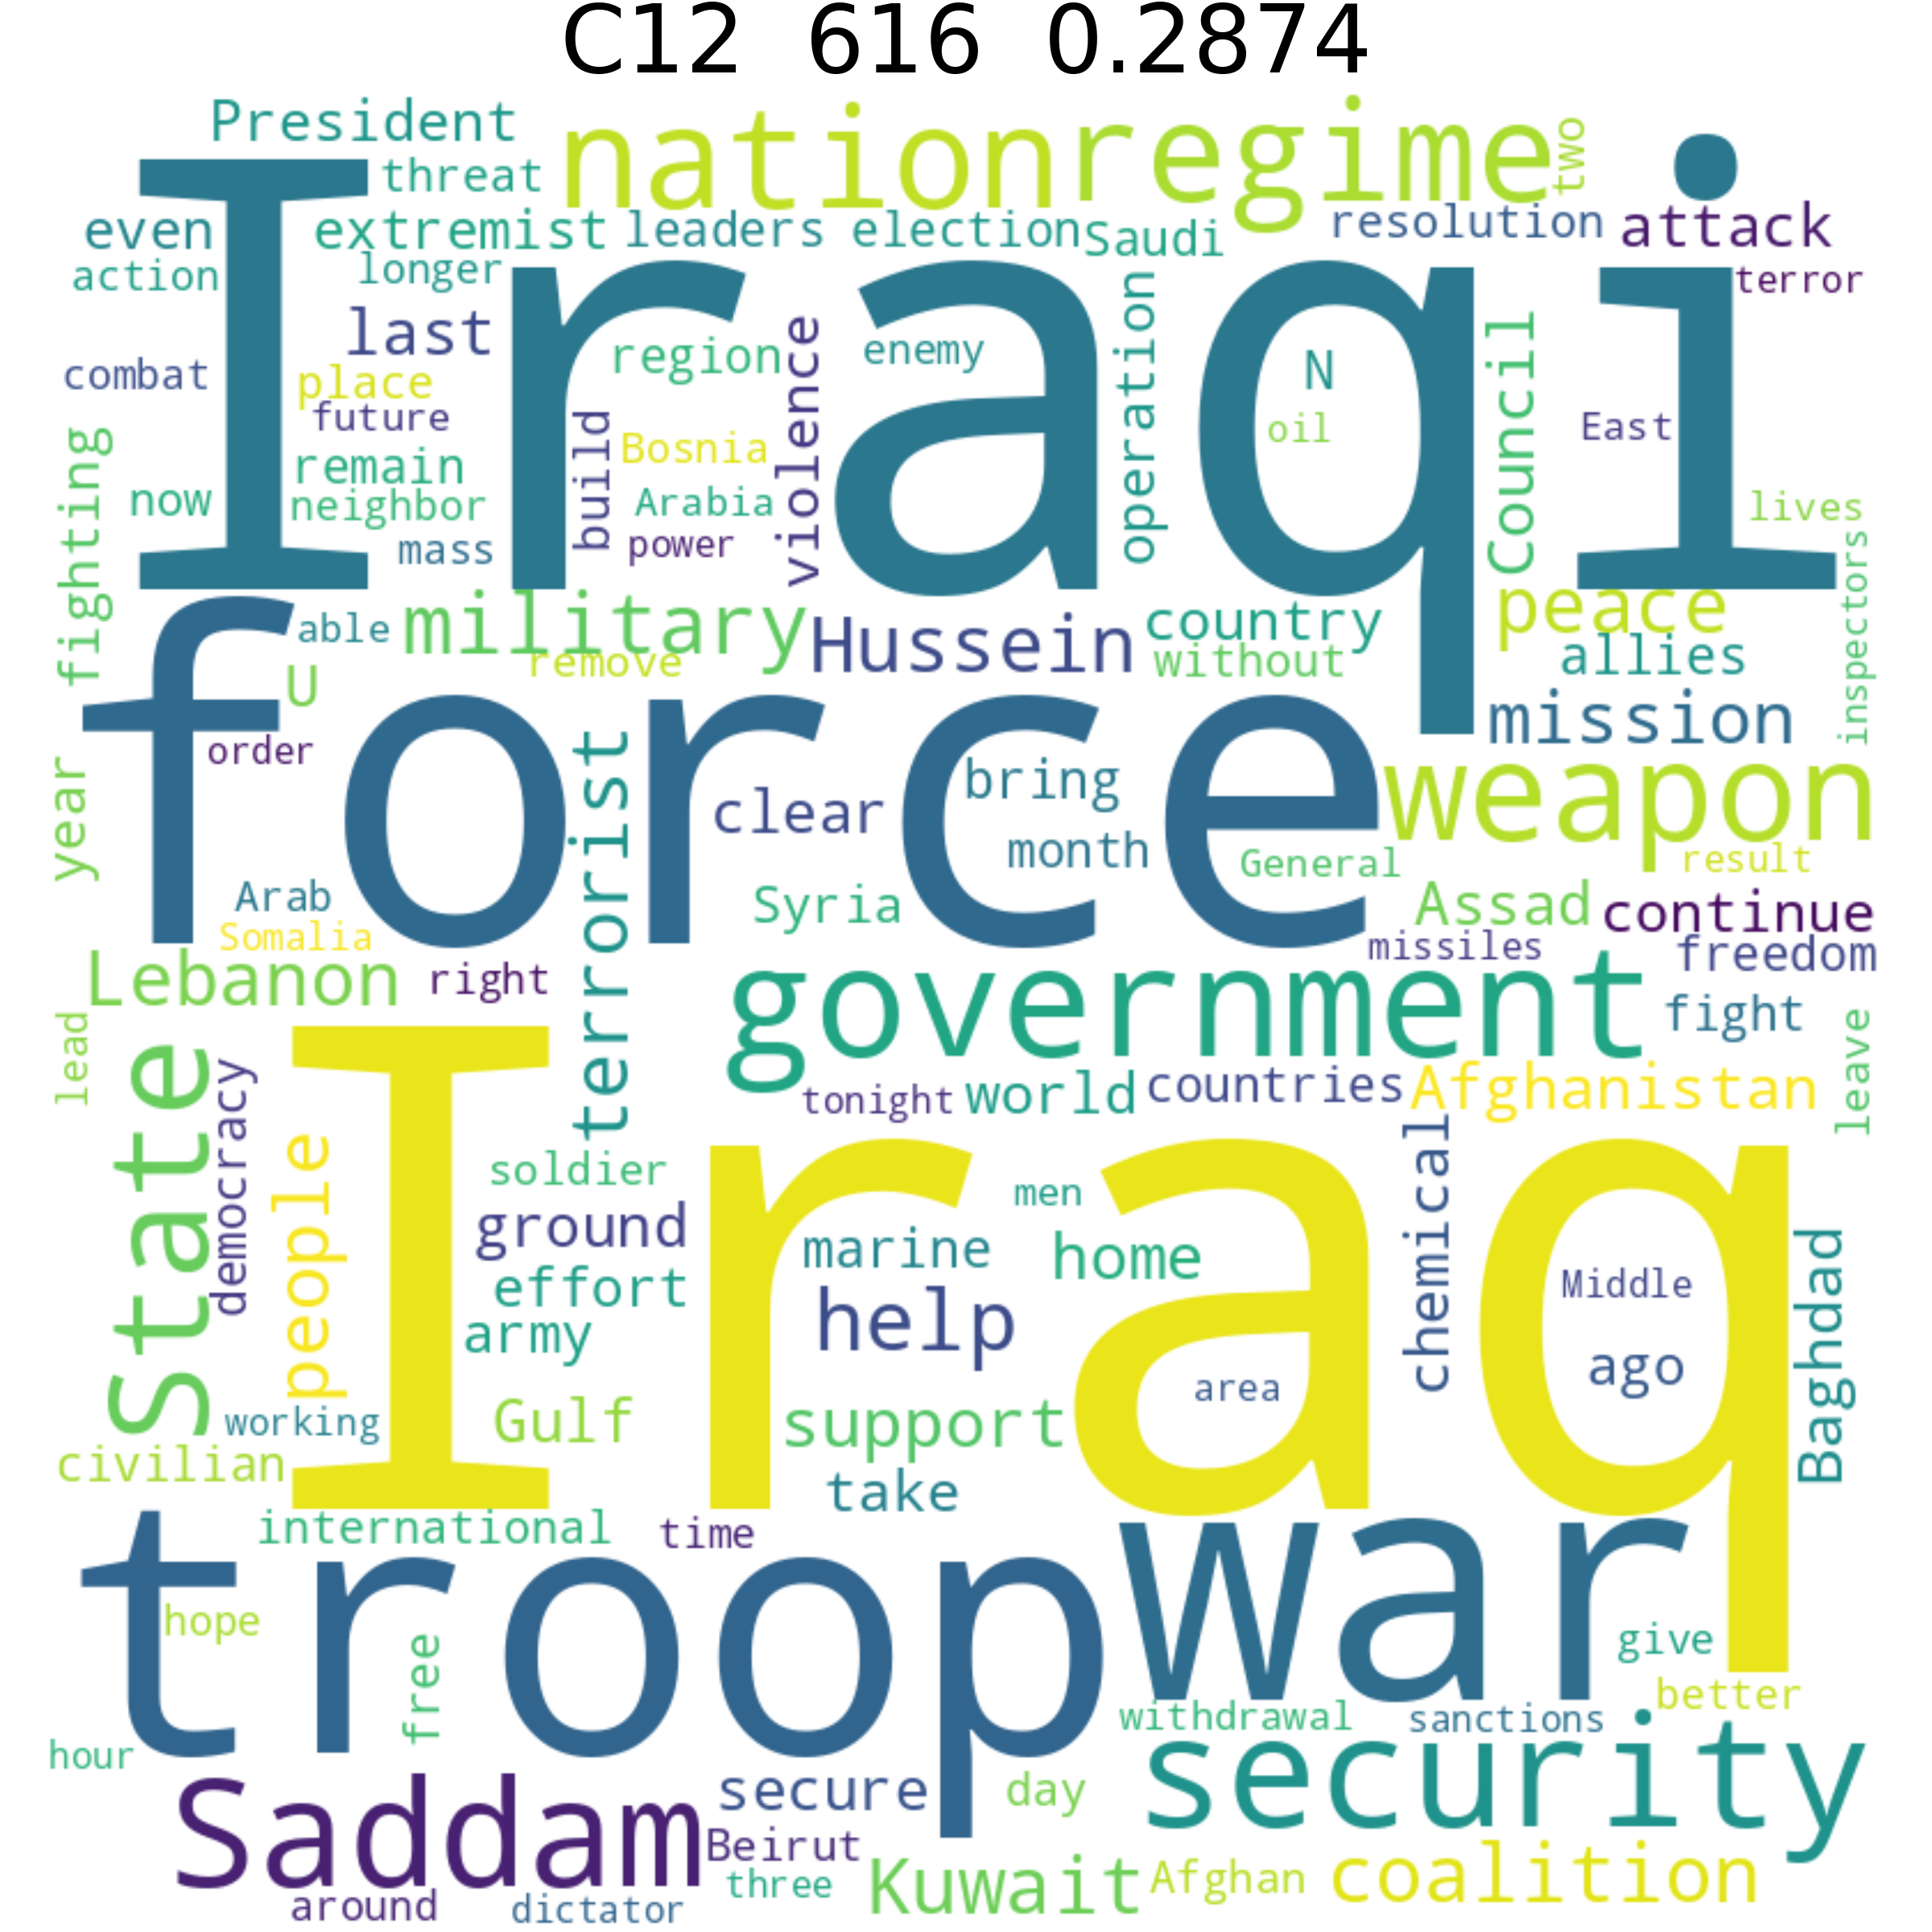 C12 616 0.2874
President
nation
regime
two
threat
even
extremist
leaders
election
Saudi
resolution
attack
action
longer
terror
Iraqi
last
region
violence
enemy
operation
N
Council
combat
place
future
build
Bosnia
oil
East
fighting
remain
now
neighbor
Arabia
power
mass
lives
inspectors
able
military
Hussein
country
peace
U
remove
without
allies
force
mission
order
year
terrorist
clear
bring
month
weapon
General
result
Arab
Syria
Assad
continue
Somalia
missiles
freedom
Lebanon
right
government
fight
lead
State
democracy
tonight
world
countries
Afghanistan
leave
people
Iraq
soldier
men
chemical
ground
marine
home
Baghdad
effort
help
Middle
army
area
ago
working
Gulf
support
civilian
take
international
time
troop
war
hope
free
give
better
withdrawal
sanctions
hour
security
Saddam
secure
day
Beirut
three
Kuwait
Afghan
coalition
around
dictator